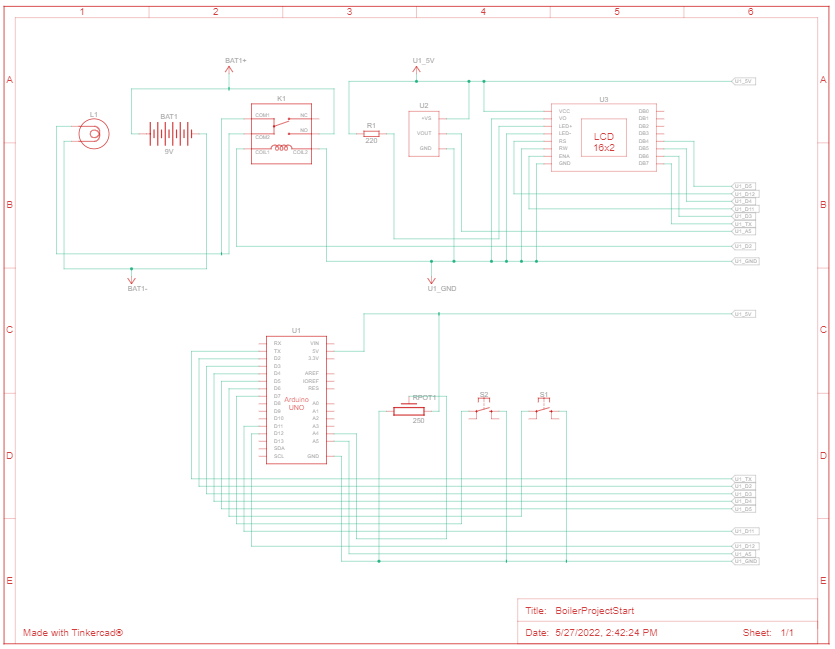 1 2 3 4 5 6
A A
BAT1+ U1_5V
U1_5V
L1 BAT1 9V
K1
COM1 NC
NO
COM2
COIL1 COIL2
R1
220
U2
+VS
VOUT
GND
U3
VCC DB0
VO DB1
LED+ DB2
LED- DB3
RS DB4
RW DB5
ENA DB6
GND DB7
LCD
16x2
B B
U1_D5
U1_D12
U1_D4
U1_D11
U1_D3
U1_TX
U1_A5
U1_D2
U1_GND
BAT1- U1_GND
C C
U1_5V
U1
RX VIN
TX 5V
D2 3.3V
D3
D4 AREF
D5 IOREF
D6 RES
D7
D8 A0
D9 A1
D10 A2
D11 A3
D12 A4
D13 A5
SDA
SCL GND
Arduino
UNO
RPOT1
250
S2 S1
D D
U1_TX
U1_D2
U1_D3
U1_D4
U1_D5
U1_D11
U1_D12
U1_A5
U1_GND
E E
Title: BoilerProjectStart
Made with Tinkercad® Date: 5/27/2022, 2:42:24 PM Sheet: 1/1